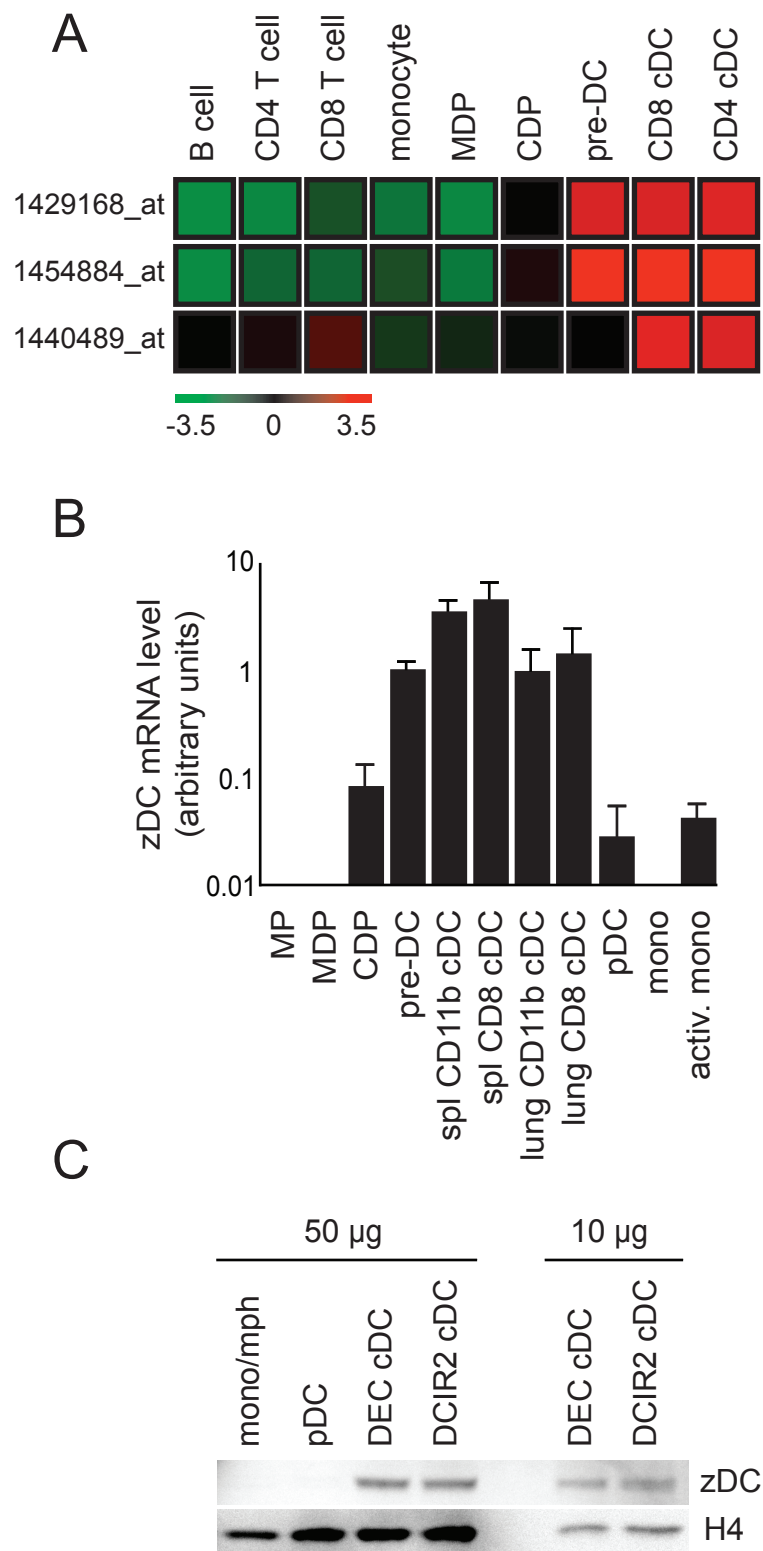 A
B cell
CD4 T cell
CD8 T cell
monocyte
MDP
CDP
pre-DC
CD8 cDC
CD4 cDC
1429168_at
1454884_at
1440489_at
-3.5 0 3.5
B
zDC mRNA level
(arbitrary units)
10
1
0.1
0.01
MP
MDP
CDP
pre-DC
spl CD11b cDC
spl CD8 cDC
lung CD11b cDC
lung CD8 cDC
pDC
mono
activ. mono
C
50 µg
10 µg
mono/mph
pDC
DEC cDC
DCIR2 cDC
DEC cDC
DCIR2 cDC
zDC
H4